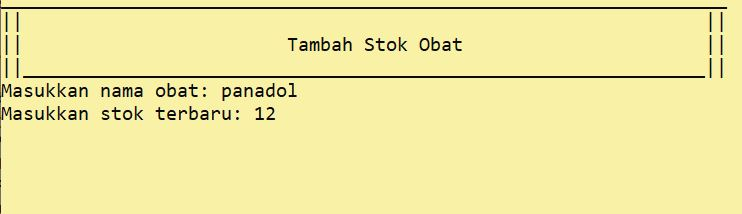 Tambah Stok Obat
Masukkan nama obat: panadol
Masukkan stok terbaru: 12